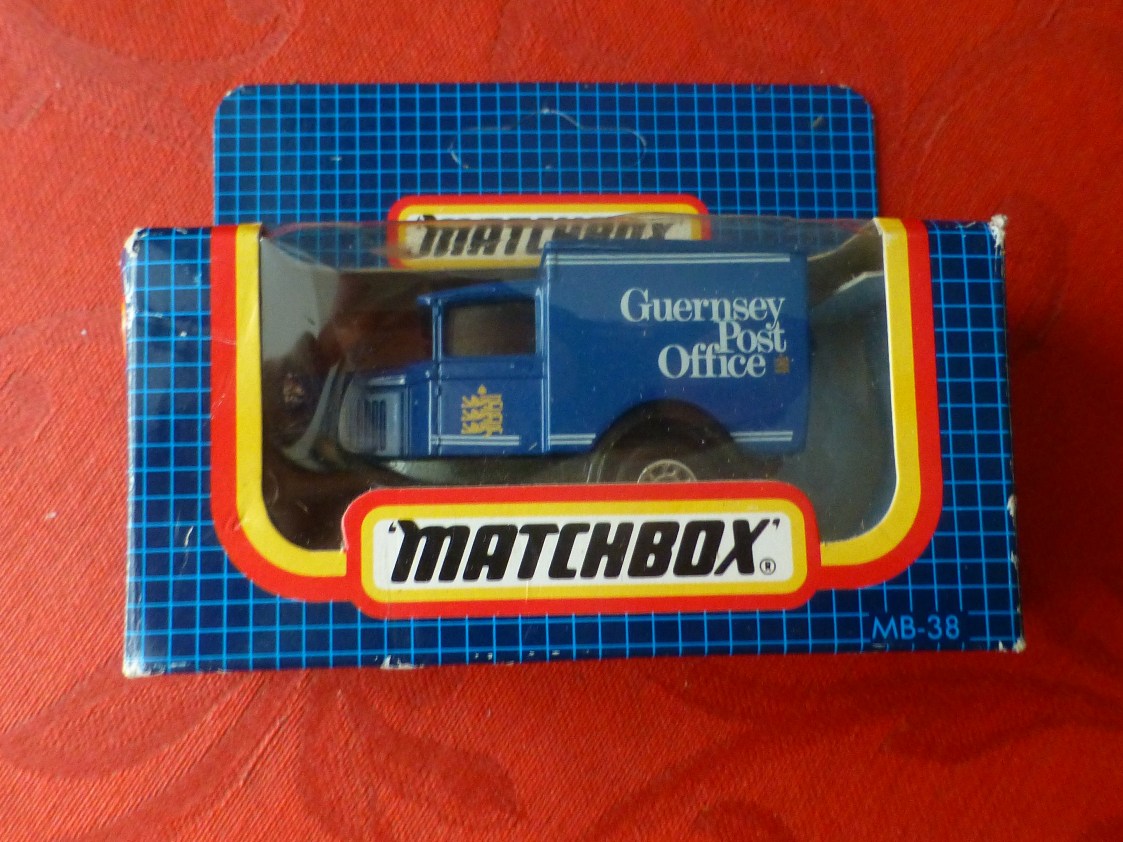 MATCHBOX
Guernsey
Post
Office
'MATCHBOX'®
MB-38